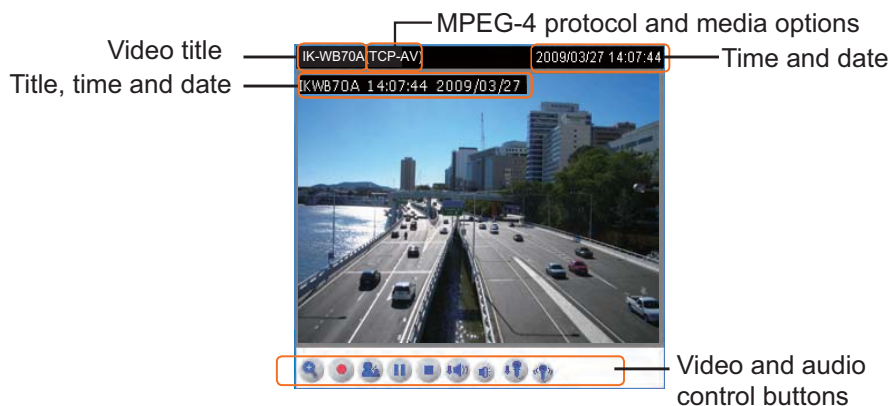 MPEG-4 protocol and media options
Video title
IK-WB70A(TCP-AV)
2009/03/27 14:07:44
Time and date
Title, time and date
IKWB70A 14:07:44 2009/03/27
Video and audio
control buttons